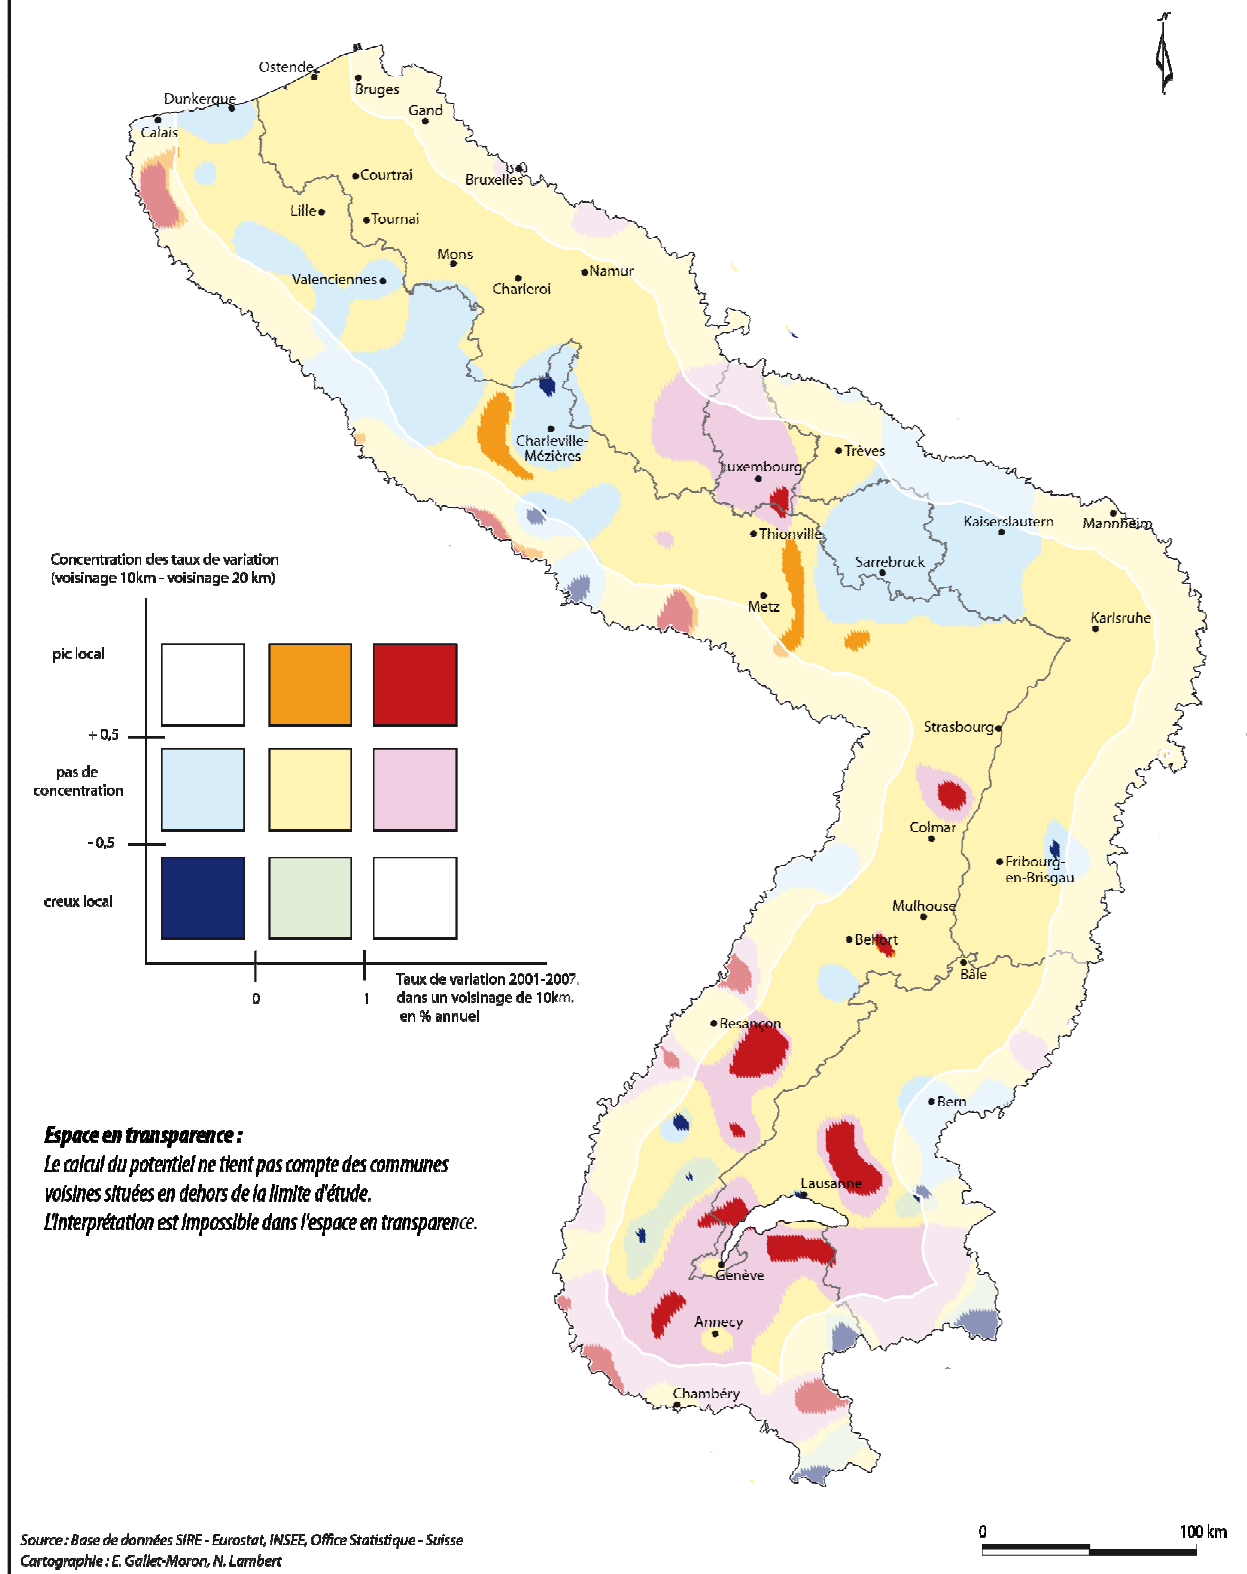 N
Ostende
Dunkerque
Bruges
Calais
Gand
Bruxelles
Courtrai
Lille
Tournai
Mons
Namur
Valenciennes
Charleroi
Charleville-
Mézières
Trèves
Luxembourg
Kaiserslautern
Mannheim
Thionville
Sarrebruck
Metz
Karlsruhe
Concentration des taux de variation
(voisinage 10km - voisinage 20 km)
pic local
+ 0,5
pas de
concentration
- 0,5
creux local
0
1
Taux de variation 2001-2007,
dans un voisinage de 10km,
en % annuel
Strasbourg
Colmar
Fribourg-
en-Brisgau
Mulhouse
Belfort
Bâle
Besançon
Bern
Lausanne
Genève
Annecy
Chambéry
Espace en transparence :
Le calcul du potentiel ne tient pas compte des communes
voisines situées en dehors de la limite d'étude.
L'interprétation est impossible dans l'espace en transparence.
Source : Base de données SIRE - Eurostat, INSEE, Office Statistique - Suisse
Cartographie : E. Gallet-Moron, N. Lambert
0 100 km